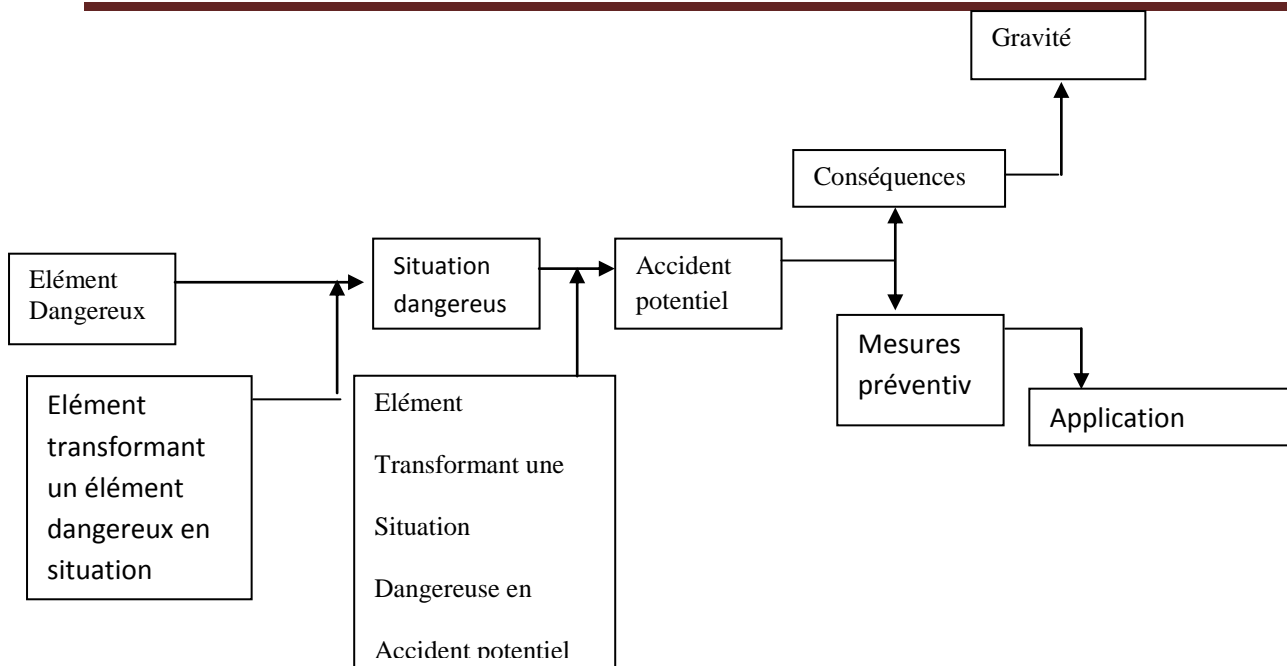 Gravité
Conséquences
Elément
Dangereux
Situation
dangereus
Accident
potentiel
Mesures
préventiv
Application
Elément
transformant
un élément
dangereux en
situation
Elément
Transformant une
Situation
Dangereuse en
Accident potentiel